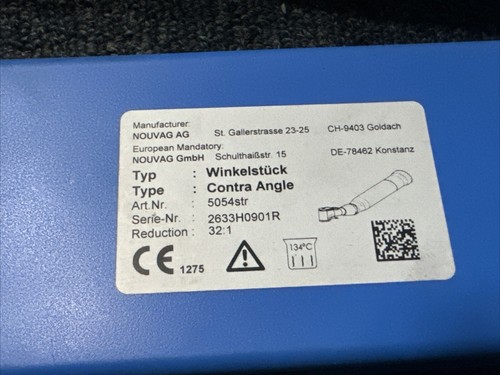 Manufacturer:
NOUVAG AG St. Gallerstrasse 23-25 CH-9403 Goldach
European Mandatory:
NOUVAG GmbH Schulthaißstr. 15 DE-78462 Konstanz
Typ : Winkelstück
Type : Contra Angle
Art.Nr. : 5054str
Serie-Nr. : 2633H0901R
Reduction : 32:1
CE 1275
134°C